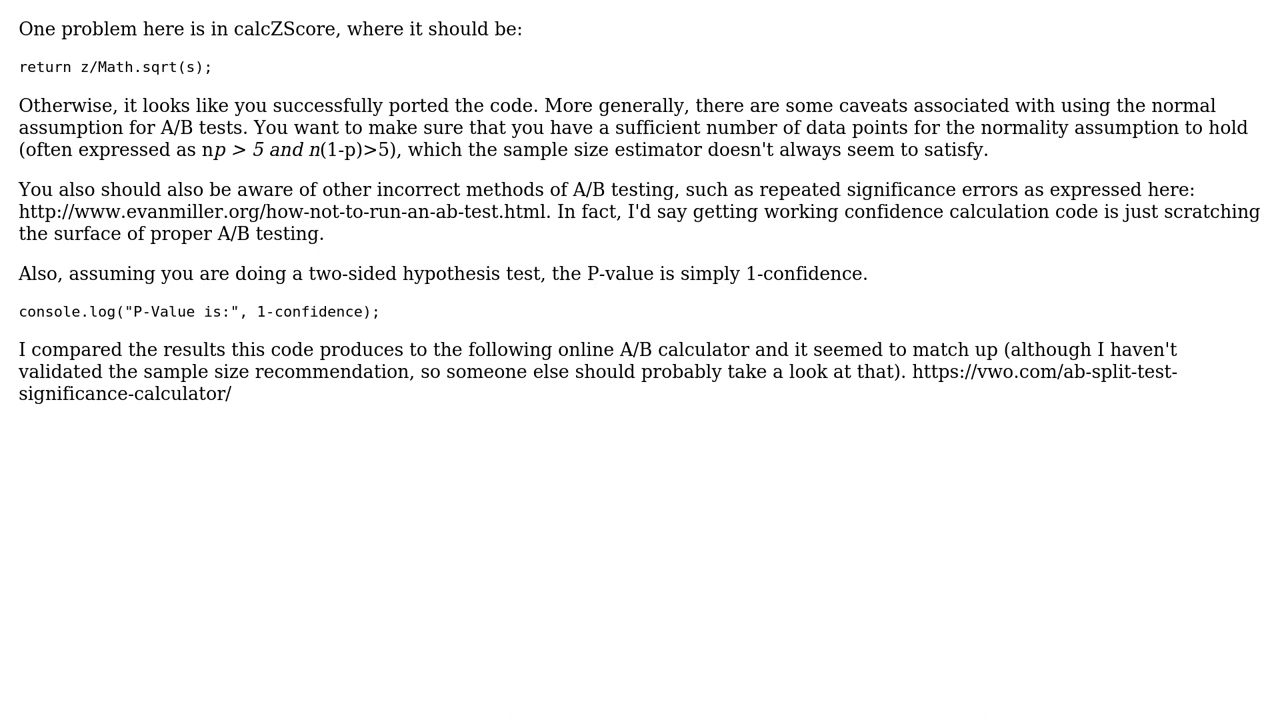 One problem here is in calcZScore, where it should be:
return z/Math.sqrt(s);
Otherwise, it looks like you successfully ported the code. More generally, there are some caveats associated with using the normal
assumption for A/B tests. You want to make sure that you have a sufficient number of data points for the normality assumption to hold
(often expressed as np > 5 and n(1-p)>5), which the sample size estimator doesn't always seem to satisfy.
You also should also be aware of other incorrect methods of A/B testing, such as repeated significance errors as expressed here:
http://www.evanmiller.org/how-not-to-run-an-ab-test.html. In fact, I'd say getting working confidence calculation code is just scratching
the surface of proper A/B testing.
Also, assuming you are doing a two-sided hypothesis test, the P-value is simply 1-confidence.
console.log("P-Value is:", 1-confidence);
I compared the results this code produces to the following online A/B calculator and it seemed to match up (although I haven't
validated the sample size recommendation, so someone else should probably take a look at that). https://vwo.com/ab-split-test-
significance-calculator/